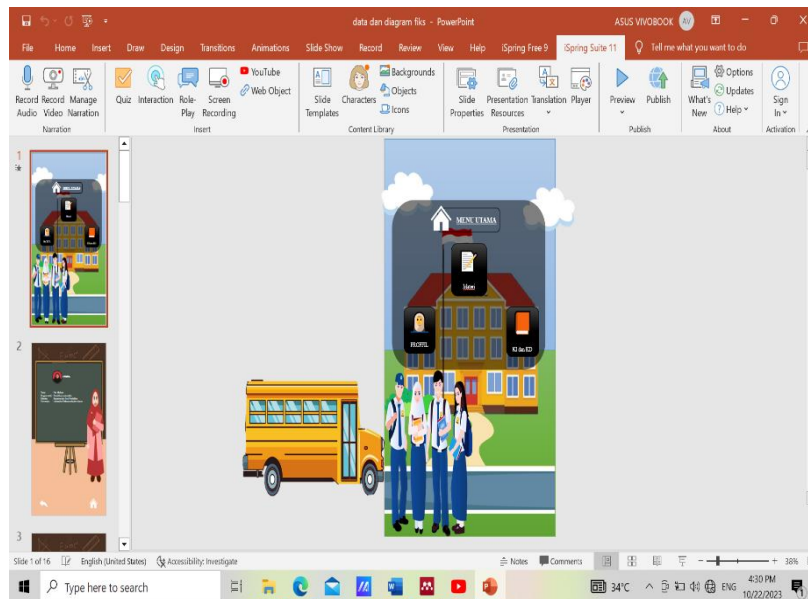 data dan diagram fiks - PowerPoint
ASUS VIVOBOOK AV
File Home Insert Draw Design Transitions Animations Slide Show Record Review View Help iSpring Free 9 iSpring Suite 11 Tell me what you want to do
Record Audio
Record Video
Manage Narration
Narration
Quiz
Interaction
Role-Play
Screen Recording
YouTube
Web Object
Insert
Slide Templates
Characters
Backgrounds
Objects
Icons
Content Library
Slide Properties
Presentation Resources
Translation
Player
Presentation
Preview
Publish
Publish
What's New
Options
Updates
Help
About
Sign In
Activation
1
2
3
MENU UTAMA
Materi
PROFFIL
KI dan KD
Slide 1 of 16 English (United States) Accessibility: Investigate Notes Comments 38%
Type here to search
34°C ENG 4:30 PM
10/22/2023